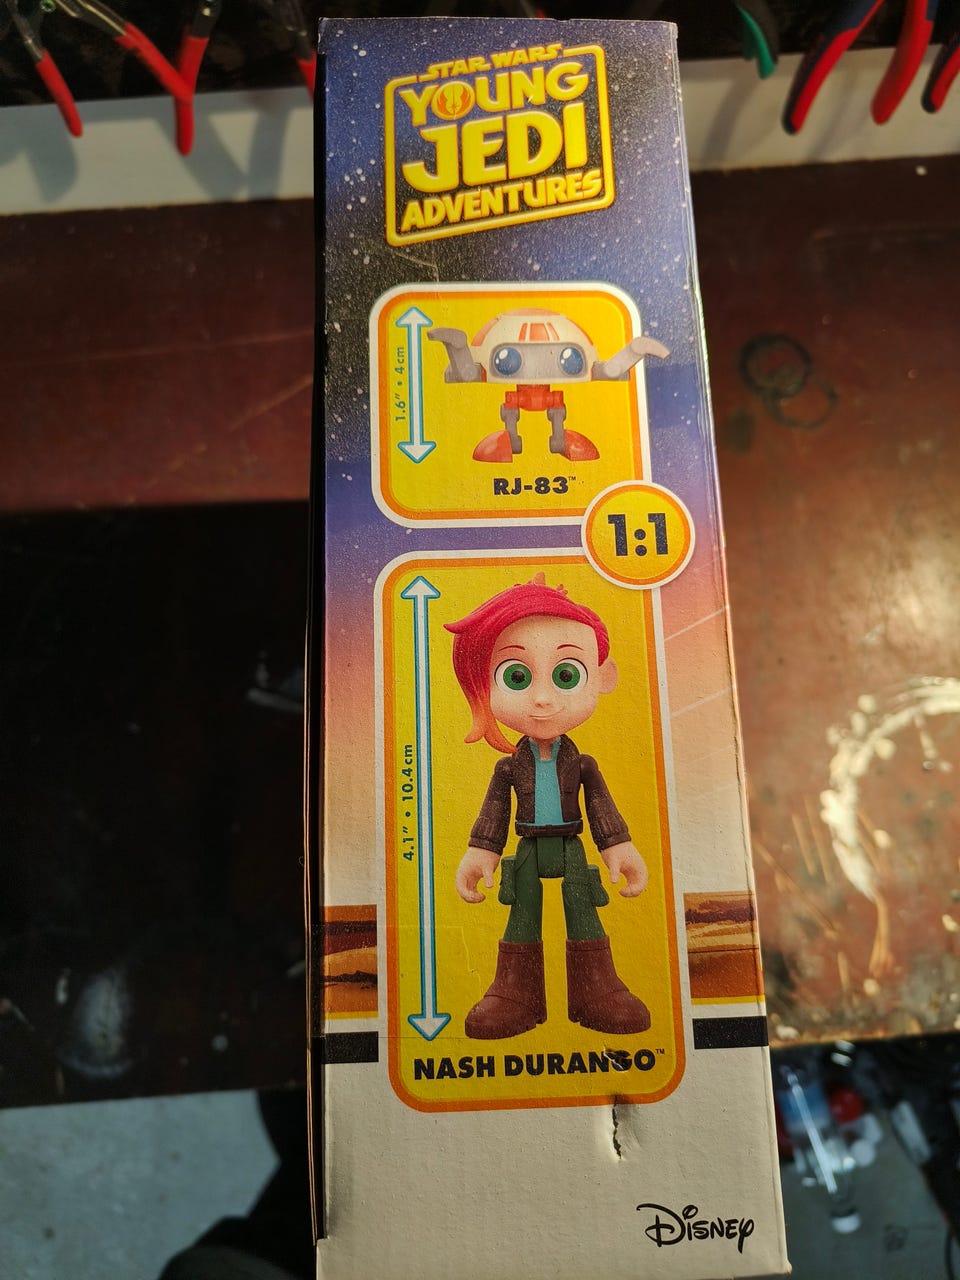 STAR WARS
YOUNG
JEDI
ADVENTURES
1.6" • 4cm
RJ-83™
1:1
4.1" • 10.4cm
NASH DURANGO™
Disney